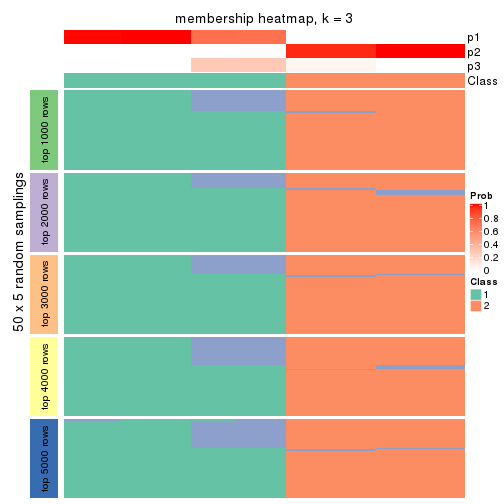 membership heatmap, k = 3
p1
p2
p3
Class
50 x 5 random samplings
top 1000 rows
top 2000 rows
top 3000 rows
top 4000 rows
top 5000 rows
Prob
1
0.8
0.6
0.4
0.2
0
Class
1
2